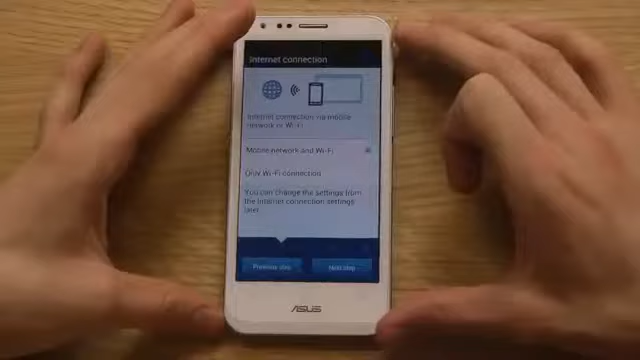 Internet connection
Internet connection via mobile
network or Wi-Fi
Mobile network and Wi-Fi
Only Wi-Fi connection
You can change the settings from
the Internet connection settings
later
Previous step
Next step
ASUS